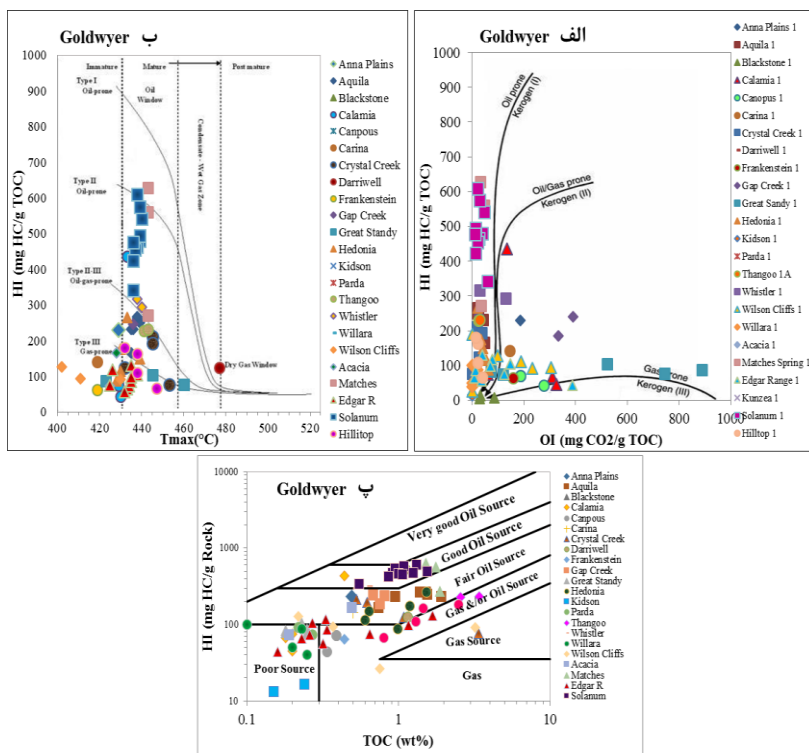 Goldwyer ب
Immature
Mature
Post mature
Type I
Oil-prone
Oil
Window
Condensate - Wet Gas Zone
Type II
Oil-prone
Type II-III
Oil-gas-prone
Type III
Gas-prone
Dry Gas Window
HI (mg HC/g TOC)
1000
900
800
700
600
500
400
300
200
100
0
400
420
440
460
480
500
520
Tmax(°C)
Anna Plains
Aquila
Blackstone
Calamia
Canpous
Carina
Crystal Creek
Darriwell
Frankenstein
Gap Creek
Great Standy
Hedonia
Kidson
Parda
Thangoo
Whistler
Willara
Wilson Cliffs
Acacia
Matches
Edgar R
Solanum
Hilltop
Goldwyer الف
Oil prone
Kerogen (I)
Oil/Gas prone
Kerogen (II)
Gas prone
Kerogen (III)
HI (mg HC/g TOC)
1000
900
800
700
600
500
400
300
200
100
0
0
200
400
600
800
1000
OI (mg CO2/g TOC)
Anna Plains 1
Aquila 1
Blackstone 1
Calamia 1
Canopus 1
Carina 1
Crystal Creek 1
Darriwell 1
Frankenstein 1
Gap Creek 1
Great Sandy 1
Hedonia 1
Kidson 1
Parda 1
Thangoo 1A
Whistler 1
Wilson Cliffs 1
Willara 1
Acacia 1
Matches Spring 1
Edgar Range 1
Kunzea 1
Solanum 1
Hilltop 1
Goldwyer پ
Very good Oil Source
Good Oil Source
Fair Oil Source
Gas &/or Oil Source
Gas Source
Poor Source
Gas
HI (mg HC/g Rock)
10000
1000
100
10
0.1
1
10
TOC (wt%)
Anna Plains
Aquila
Blackstone
Calamia
Canpous
Carina
Crystal Creek
Darriwell
Frankenstein
Gap Creek
Great Standy
Hedonia
Kidson
Parda
Thangoo
Whistler
Willara
Wilson Cliffs
Acacia
Matches
Edgar R
Solanum